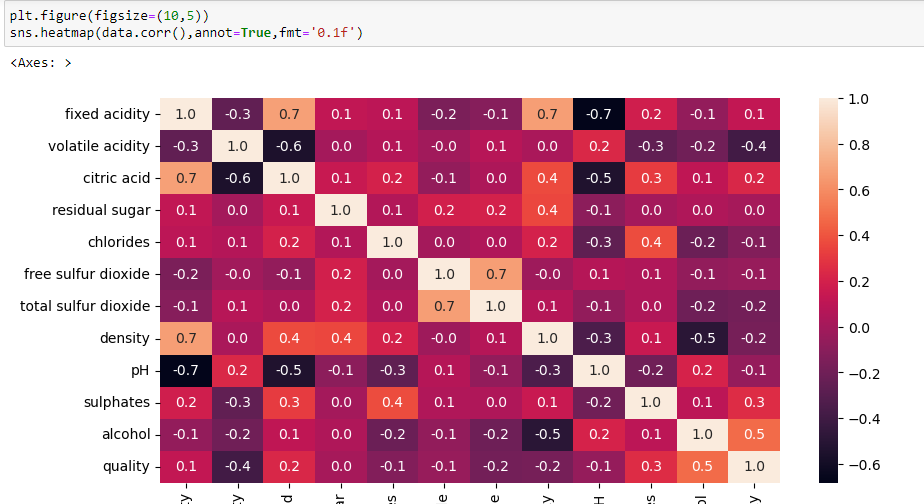 plt.figure(figsize=(10,5))
sns.heatmap(data.corr(),annot=True,fmt='0.1f')
<Axes: >
fixed acidity 1.0 -0.3 0.7 0.1 0.1 -0.2 -0.1 0.7 -0.7 0.2 -0.1 0.1
volatile acidity -0.3 1.0 -0.6 0.0 0.1 -0.0 0.1 0.0 0.2 -0.3 -0.2 -0.4
citric acid 0.7 -0.6 1.0 0.1 0.2 -0.1 0.0 0.4 -0.5 0.3 0.1 0.2
residual sugar 0.1 0.0 0.1 1.0 0.1 0.2 0.2 0.4 -0.1 0.0 0.0 0.0
chlorides 0.1 0.1 0.2 0.1 1.0 0.0 0.0 0.2 -0.3 0.4 -0.2 -0.1
free sulfur dioxide -0.2 -0.0 -0.1 0.2 0.0 1.0 0.7 -0.0 0.1 0.1 -0.1 -0.1
total sulfur dioxide -0.1 0.1 0.0 0.2 0.0 0.7 1.0 0.1 -0.1 0.0 -0.2 -0.2
density 0.7 0.0 0.4 0.4 0.2 -0.0 0.1 1.0 -0.3 0.1 -0.5 -0.2
pH -0.7 0.2 -0.5 -0.1 -0.3 0.1 -0.1 -0.3 1.0 -0.2 0.2 -0.1
sulphates 0.2 -0.3 0.3 0.0 0.4 0.1 0.0 0.1 -0.2 1.0 0.1 0.3
alcohol -0.1 -0.2 0.1 0.0 -0.2 -0.1 -0.2 -0.5 0.2 0.1 1.0 0.5
quality 0.1 -0.4 0.2 0.0 -0.1 -0.1 -0.2 -0.2 -0.1 0.3 0.5 1.0
1.0
0.8
0.6
0.4
0.2
0.0
−0.2
−0.4
−0.6